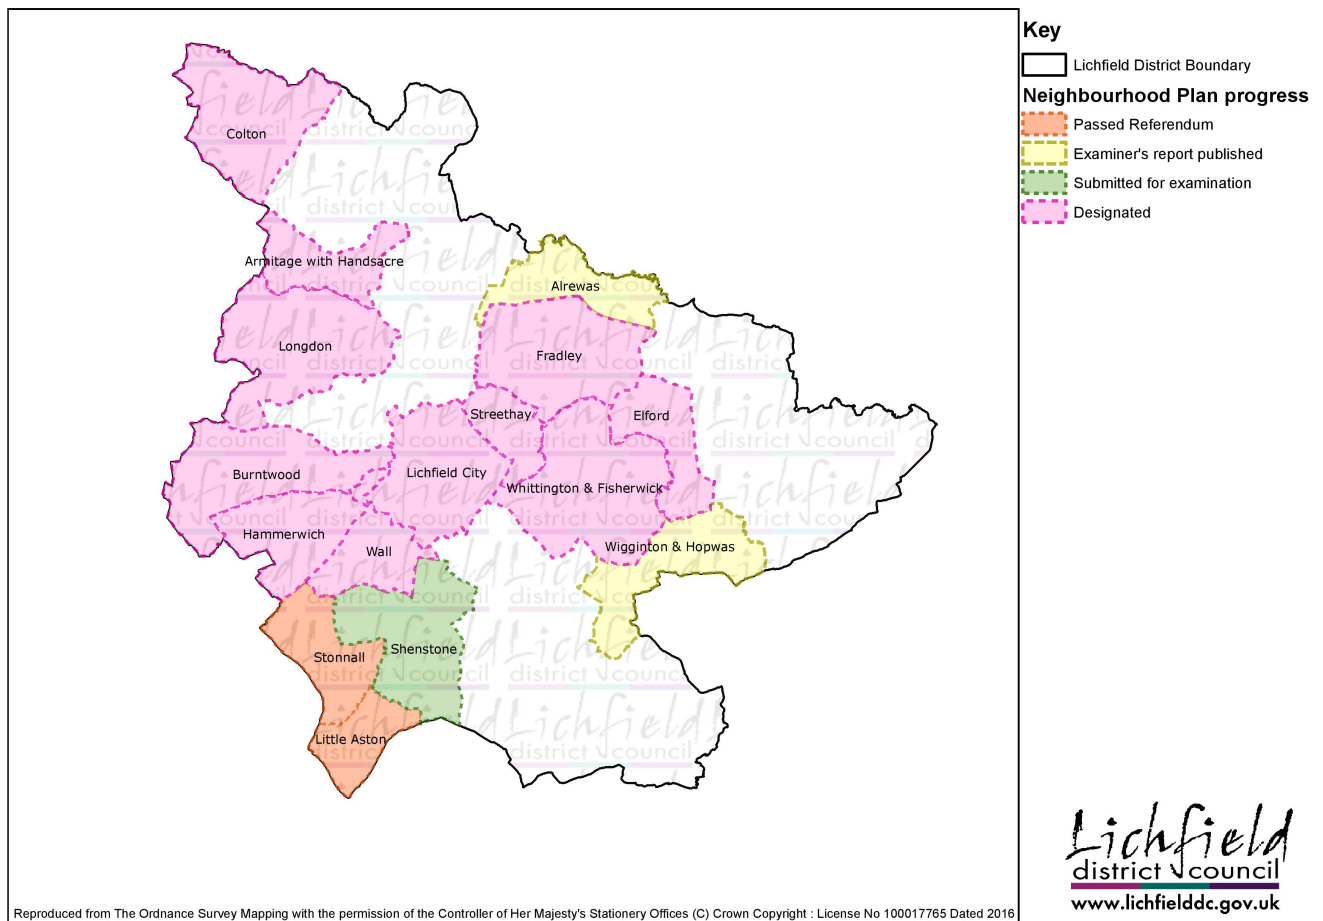 Key
Lichfield District Boundary
Neighbourhood Plan progress
Passed Referendum
Examiner's report published
Submitted for examination
Designated
Colton
Armitage with Handsacre
Alrewas
Longdon
Fradley
Streethay
Elford
Burntwood
Lichfield City
Whittington & Fisherwick
Hammerwich
Wall
Wigginton & Hopwas
Stonnall
Shenstone
Little Aston
Lichfield
district council
www.lichfielddc.gov.uk
Reproduced from The Ordnance Survey Mapping with the permission of the Controller of Her Majesty's Stationery Offices (C) Crown Copyright : License No 100017765 Dated 2016